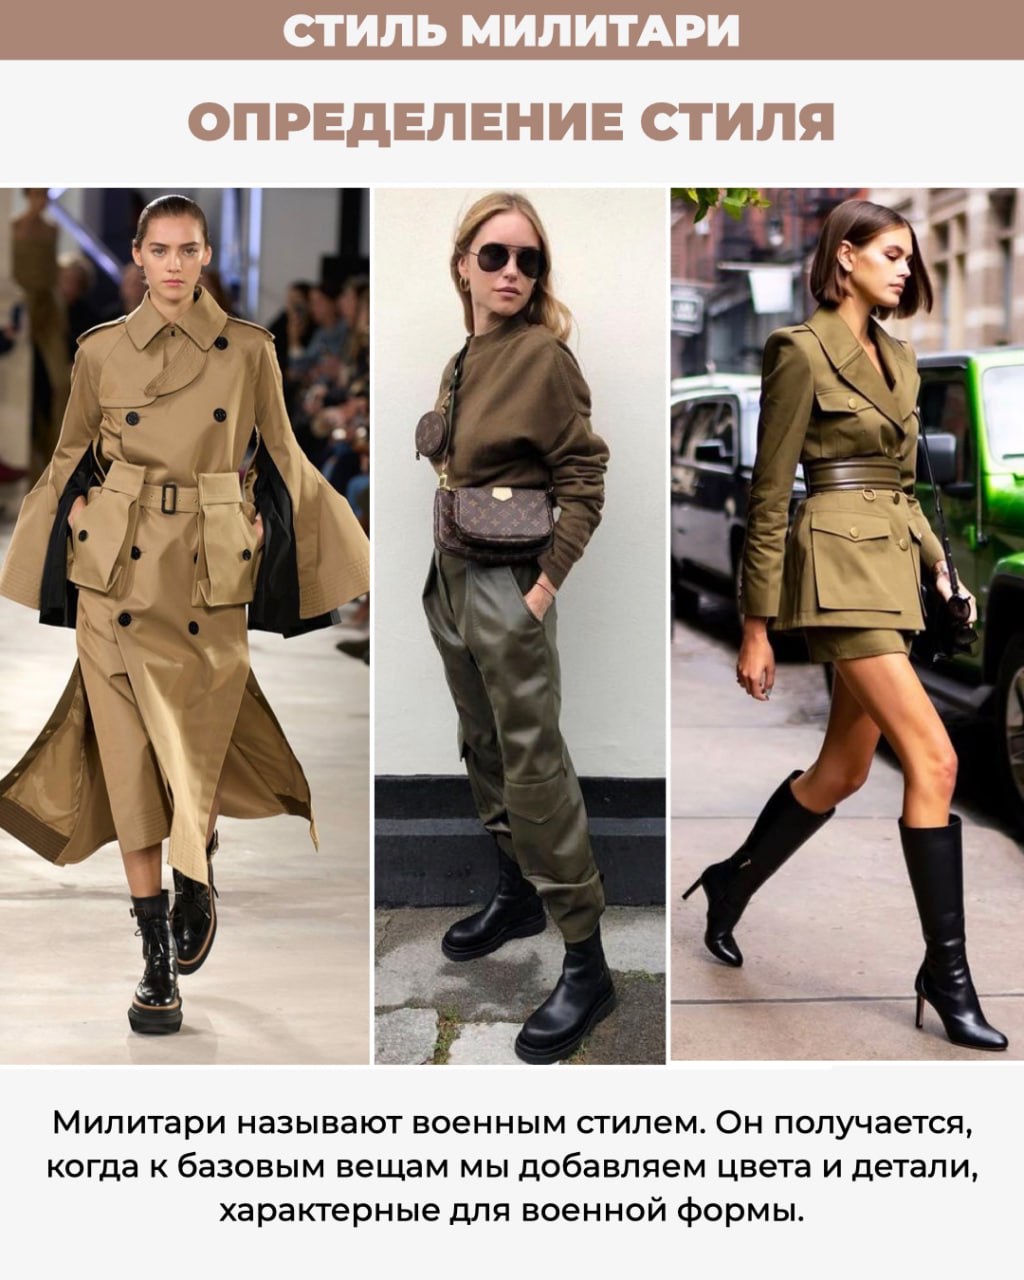 СТИЛЬ МИЛИТАРИ
ОПРЕДЕЛЕНИЕ СТИЛЯ
Милитари называют военным стилем. Он получается,
когда к базовым вещам мы добавляем цвета и детали,
характерные для военной формы.